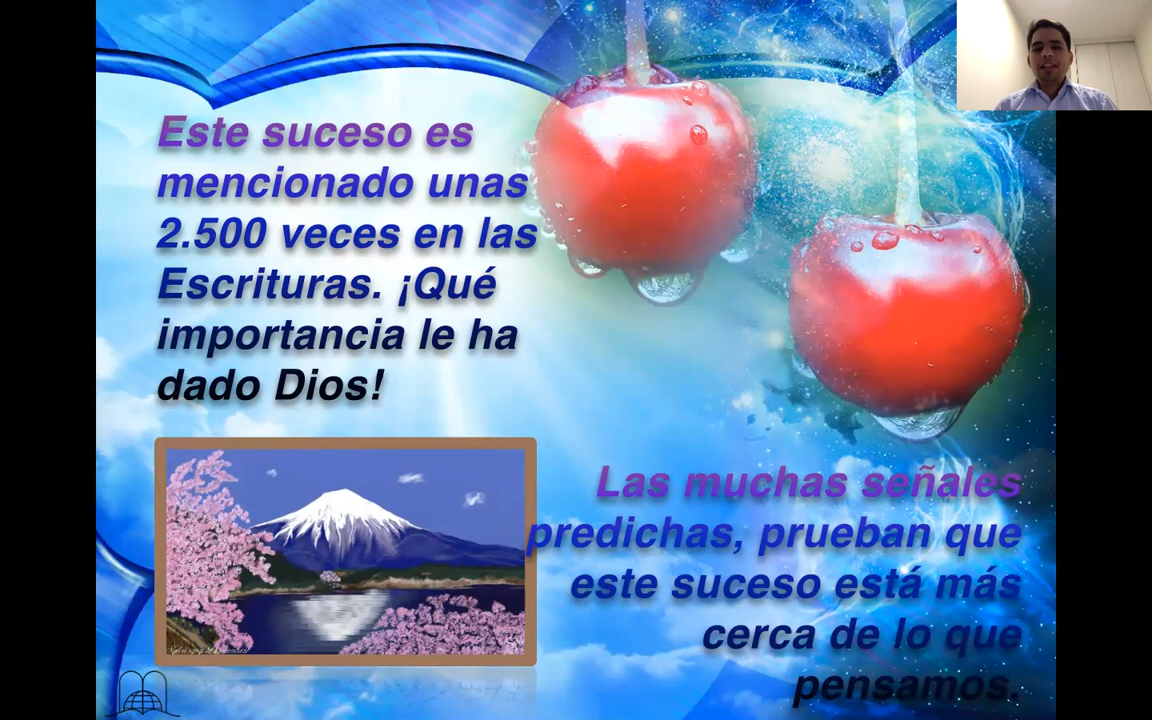 Este suceso es
mencionado unas
2.500 veces en las
Escrituras. ¡Qué
importancia le ha
dado Dios!
Las muchas señales
predichas, prueban que
este suceso está más
cerca de lo que
pensamos.